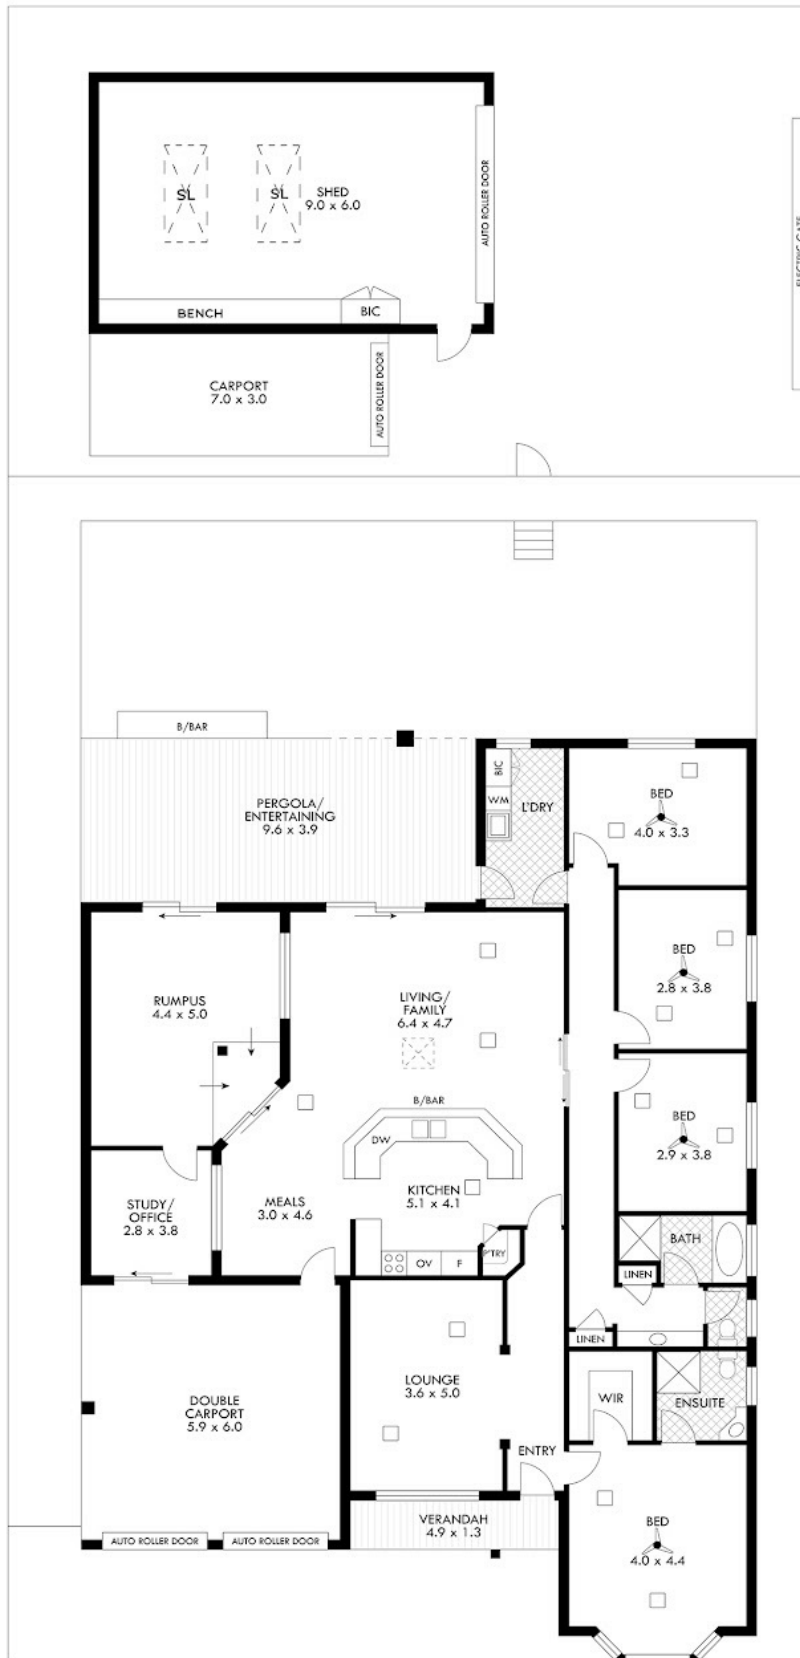 SL
SL
SHED
9.0 x 6.0
AUTO ROLLER DOOR
BENCH
BIC
CARPORT
7.0 x 3.0
AUTO ROLLER DOOR
B/BAR
PERGOLA/
ENTERTAINING
9.6 x 3.9
BIC
WM
L'DRY
BED
4.0 x 3.3
RUMPUS
4.4 x 5.0
LIVING/
FAMILY
6.4 x 4.7
BED
2.8 x 3.8
B/BAR
DW
BED
2.9 x 3.8
KITCHEN
5.1 x 4.1
MEALS
3.0 x 4.6
STUDY/
OFFICE
2.8 x 3.8
OV
F
P'TRY
BATH
LINEN
LINEN
LOUNGE
3.6 x 5.0
DOUBLE
CARPORT
5.9 x 6.0
WIR
ENSUITE
ENTRY
VERANDAH
4.9 x 1.3
BED
4.0 x 4.4
AUTO ROLLER DOOR
AUTO ROLLER DOOR